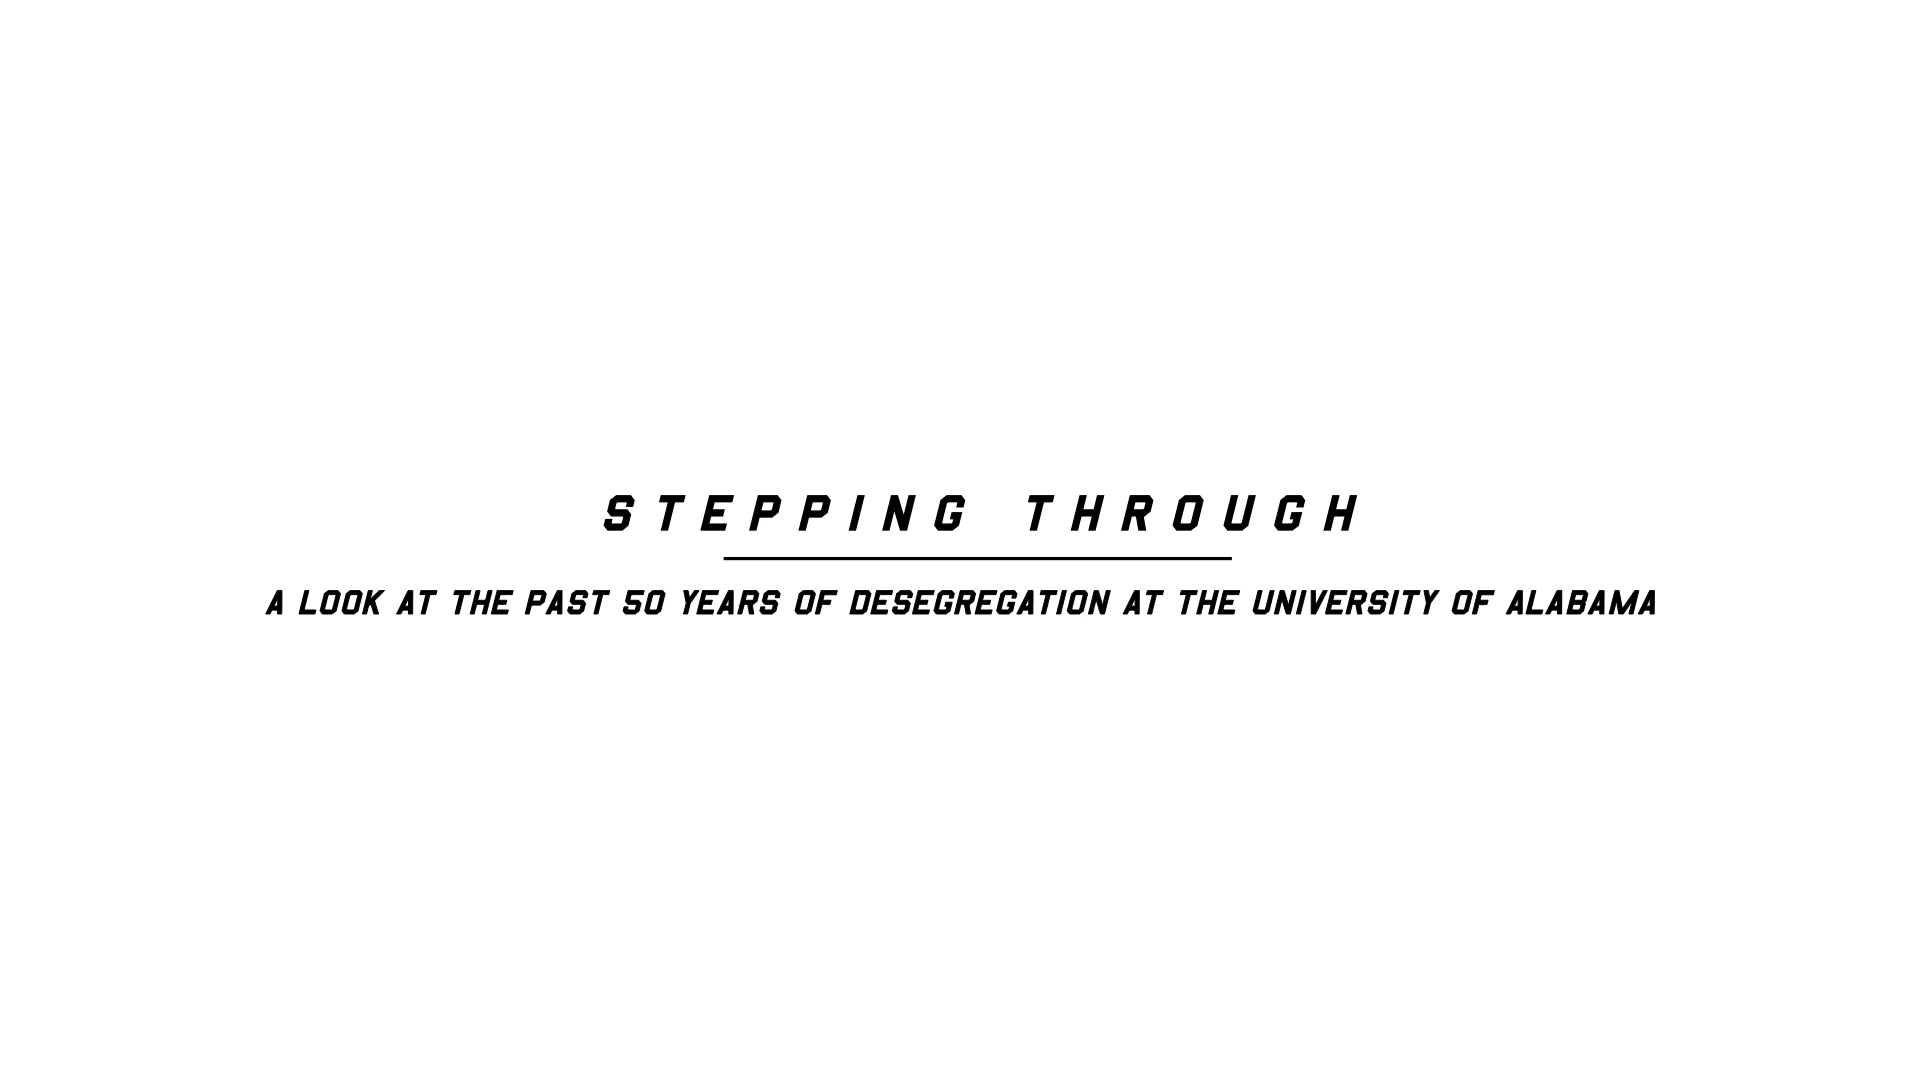 STEPPING THROUGH
A LOOK AT THE PAST 50 YEARS OF DESEGREGATION AT THE UNIVERSITY OF ALABAMA